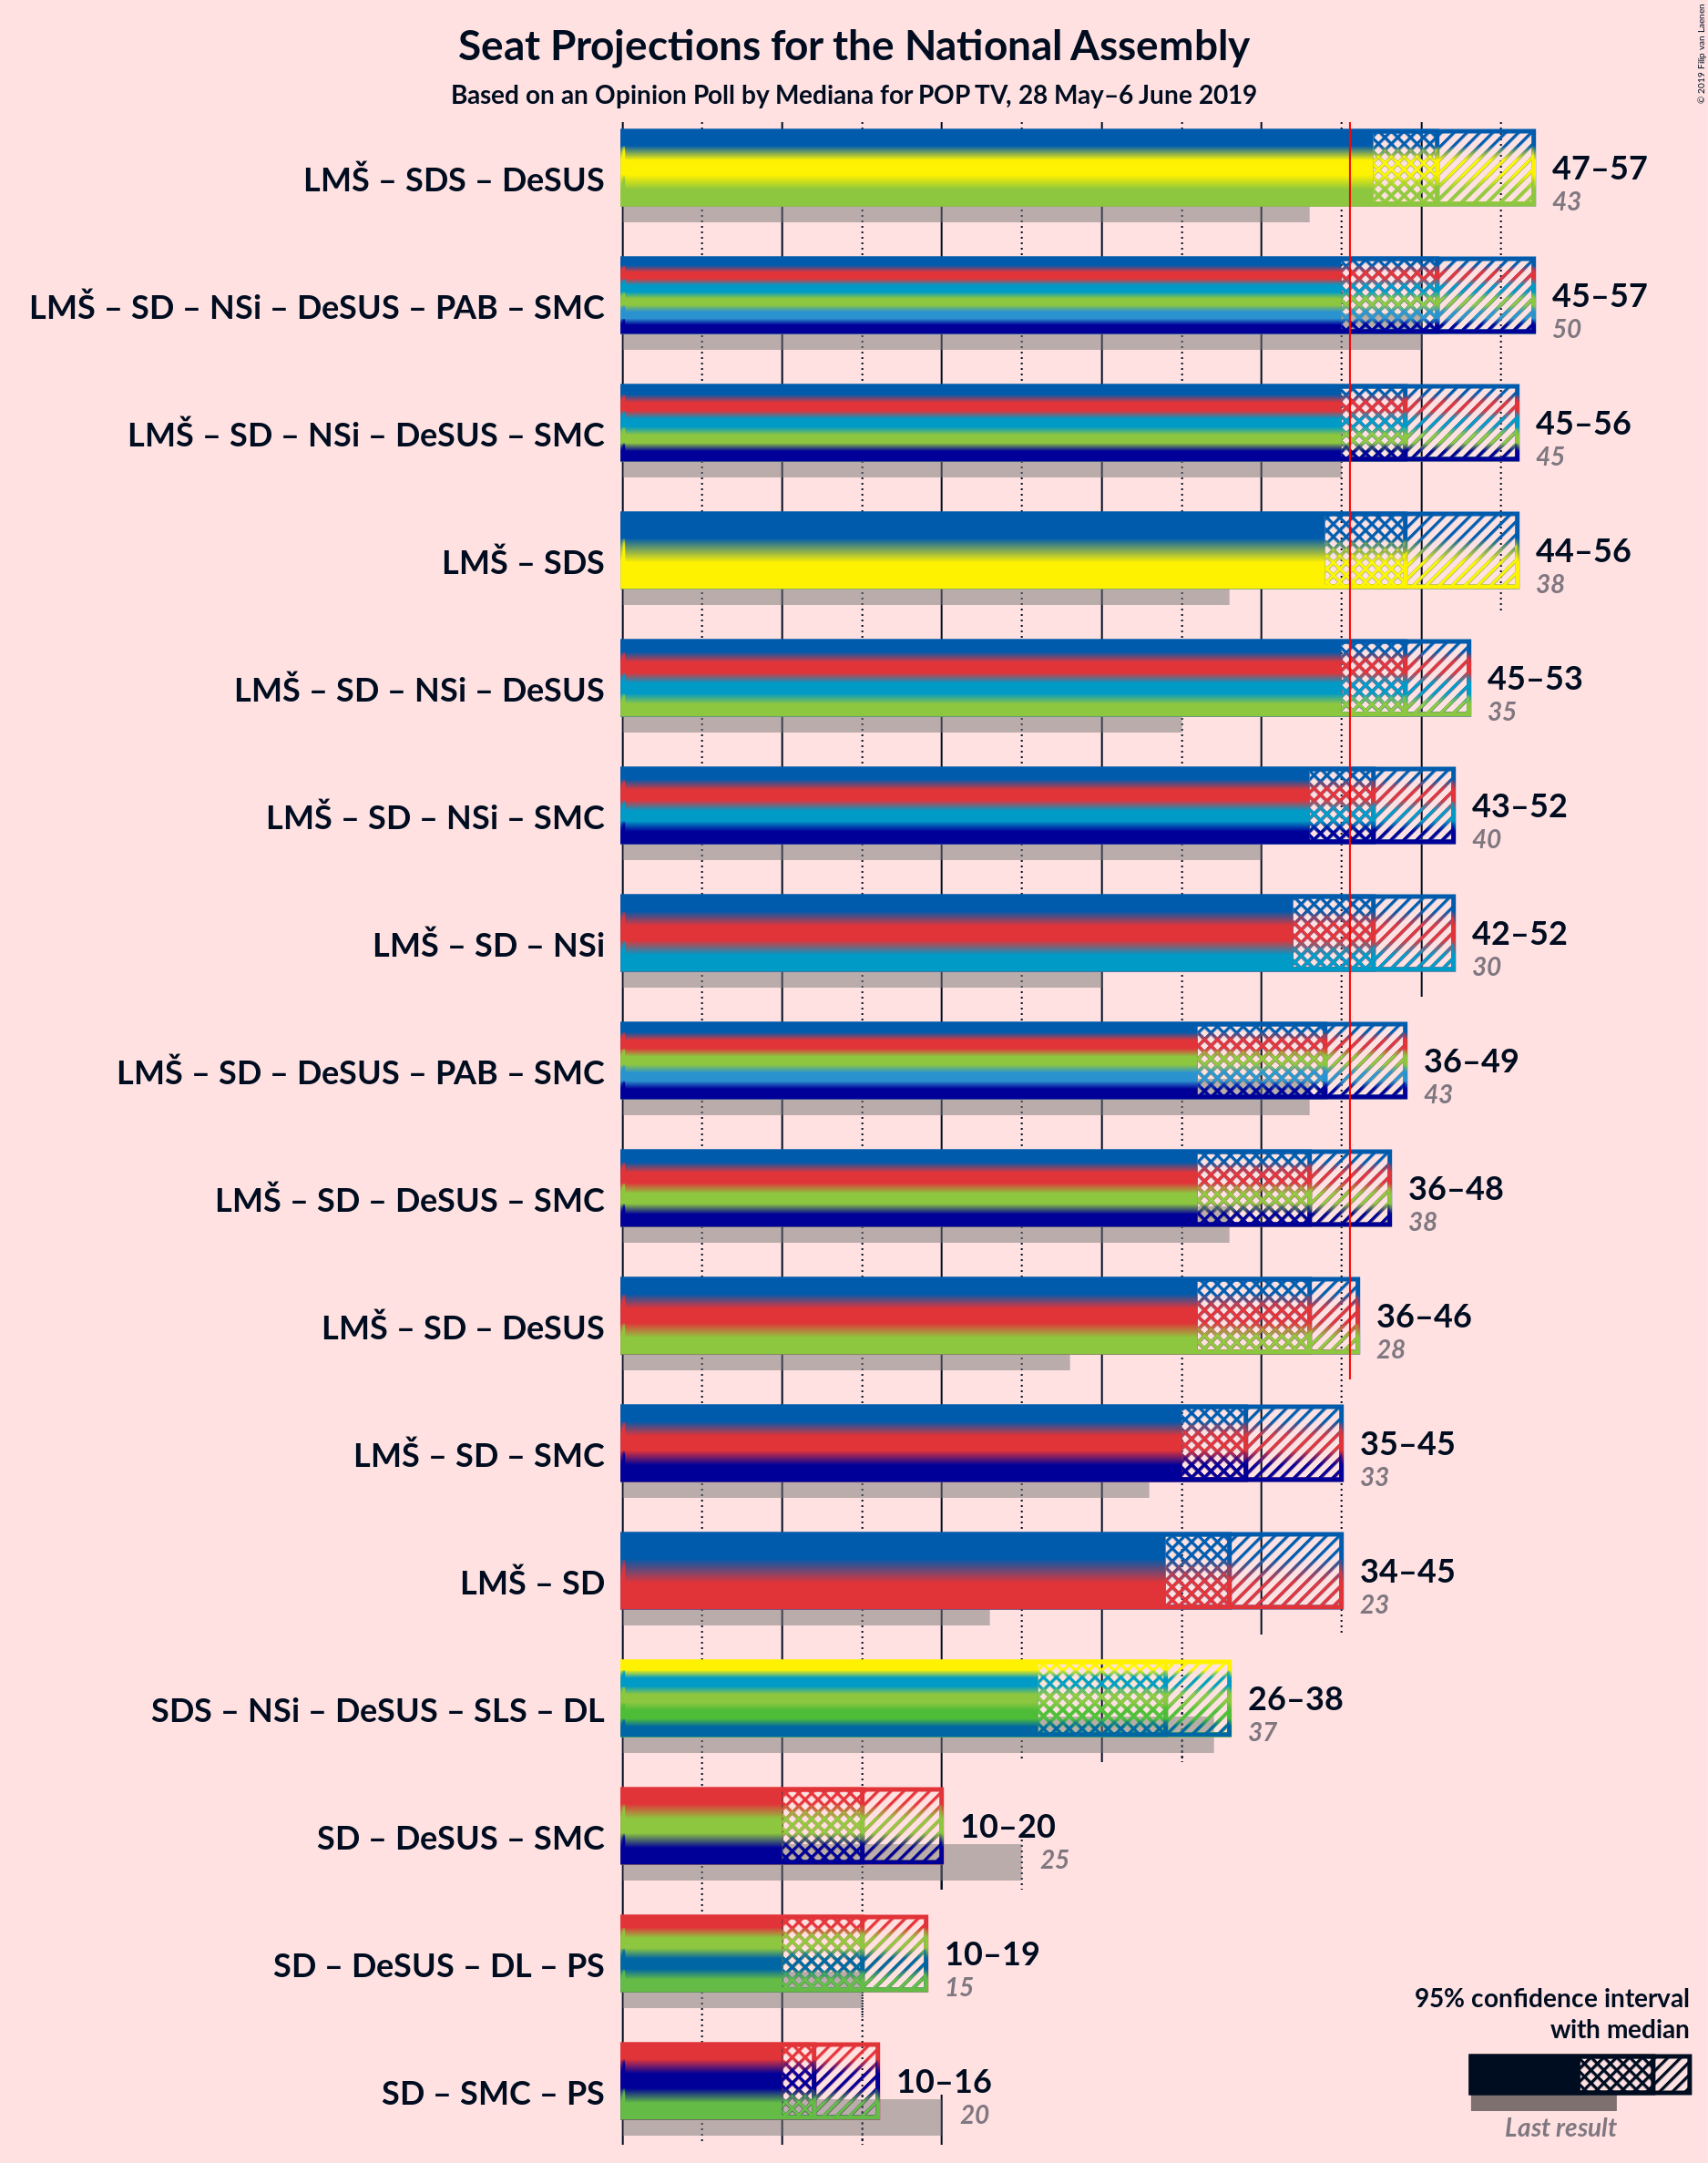 Seat Projections for the National Assembly
Based on an Opinion Poll by Mediana for POP TV, 28 May–6 June 2019
© 2019 Filip van Laenen
LMŠ – SDS – DeSUS
47–57
43
LMŠ – SD – NSi – DeSUS – PAB – SMC
45–57
50
LMŠ – SD – NSi – DeSUS – SMC
45–56
45
LMŠ – SDS
44–56
38
LMŠ – SD – NSi – DeSUS
45–53
35
LMŠ – SD – NSi – SMC
43–52
40
LMŠ – SD – NSi
42–52
30
LMŠ – SD – DeSUS – PAB – SMC
36–49
43
LMŠ – SD – DeSUS – SMC
36–48
38
LMŠ – SD – DeSUS
36–46
28
LMŠ – SD – SMC
35–45
33
LMŠ – SD
34–45
23
SDS – NSi – DeSUS – SLS – DL
26–38
37
SD – DeSUS – SMC
10–20
25
SD – DeSUS – DL – PS
10–19
15
SD – SMC – PS
10–16
20
95% confidence interval
with median
Last result